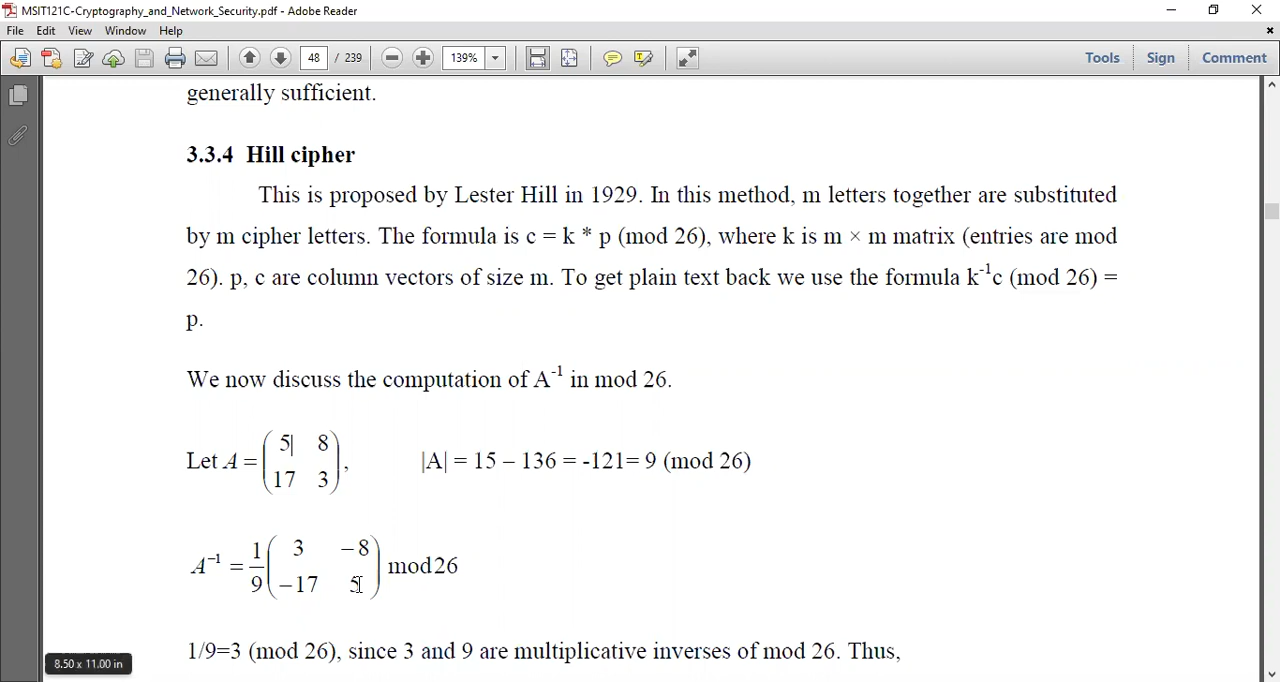 MSIT121C-Cryptography_and_Network_Security.pdf - Adobe Reader
File Edit View Window Help
48 / 239 139% Tools Sign Comment
generally sufficient.
3.3.4 Hill cipher
This is proposed by Lester Hill in 1929. In this method, m letters together are substituted
by m cipher letters. The formula is c = k * p (mod 26), where k is m × m matrix (entries are mod
26). p, c are column vectors of size m. To get plain text back we use the formula k⁻¹c (mod 26) =
p.
We now discuss the computation of A⁻¹ in mod 26.
Let A = ( 5 8
17 3 ), |A| = 15 – 136 = -121= 9 (mod 26)
A⁻¹ = 1/9 ( 3 −8
−17 5 ) mod 26
1/9=3 (mod 26), since 3 and 9 are multiplicative inverses of mod 26. Thus,
8.50 x 11.00 in